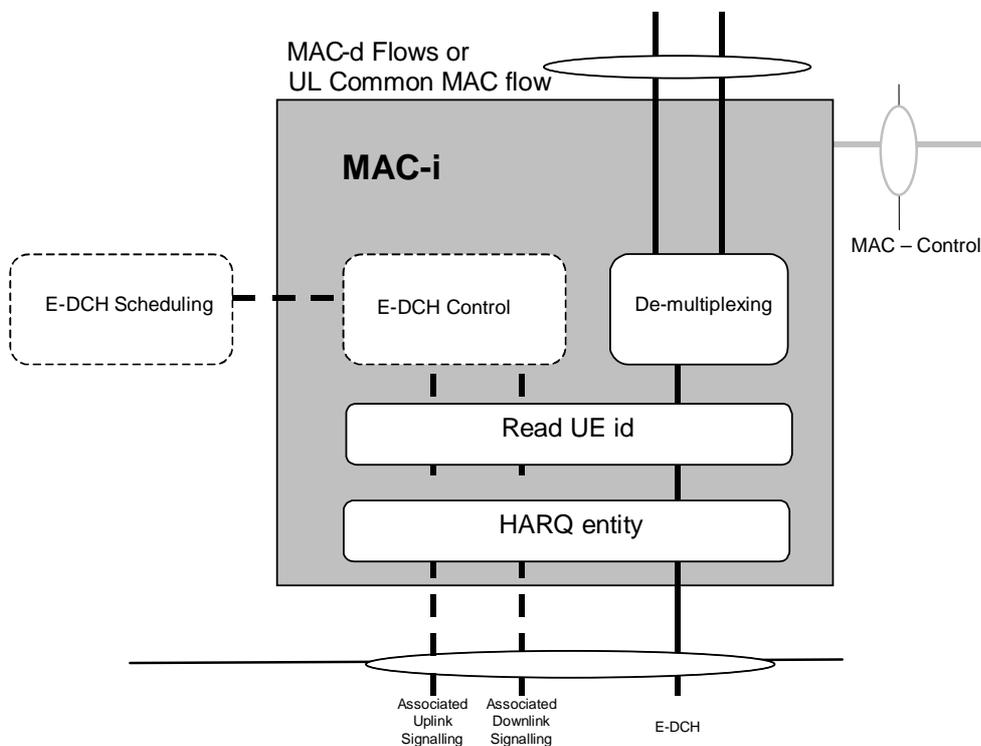 MAC-d Flows or
UL Common MAC flow
MAC-i
MAC – Control
E-DCH Scheduling
E-DCH Control
De-multiplexing
Read UE id
HARQ entity
Associated
Uplink
Signalling
Associated
Downlink
Signalling
E-DCH